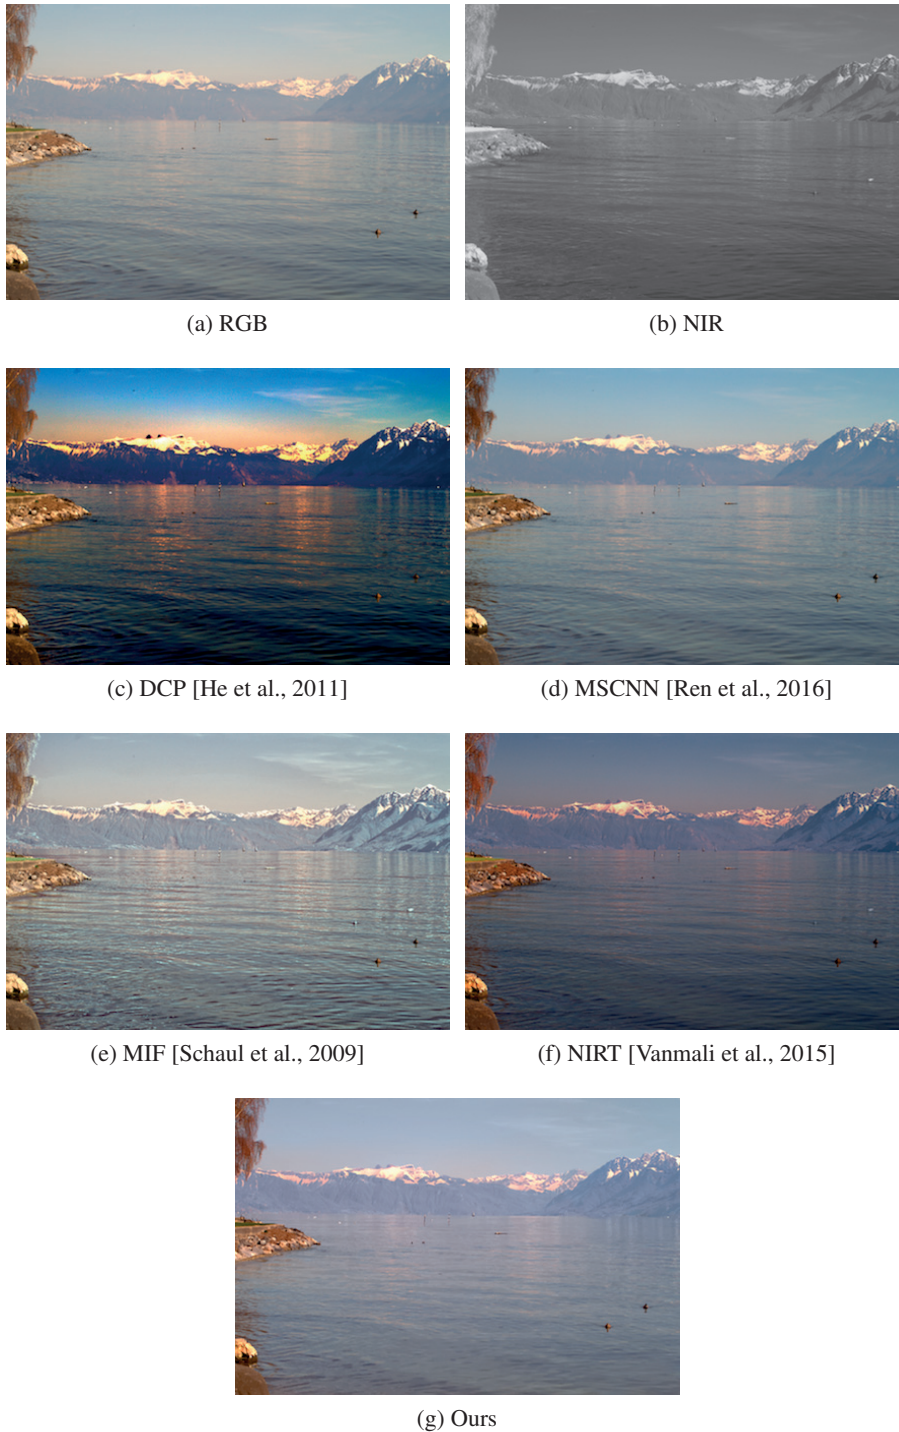 (a) RGB
(b) NIR
(c) DCP [He et al., 2011]
(d) MSCNN [Ren et al., 2016]
(e) MIF [Schaul et al., 2009]
(f) NIRT [Vanmali et al., 2015]
(g) Ours